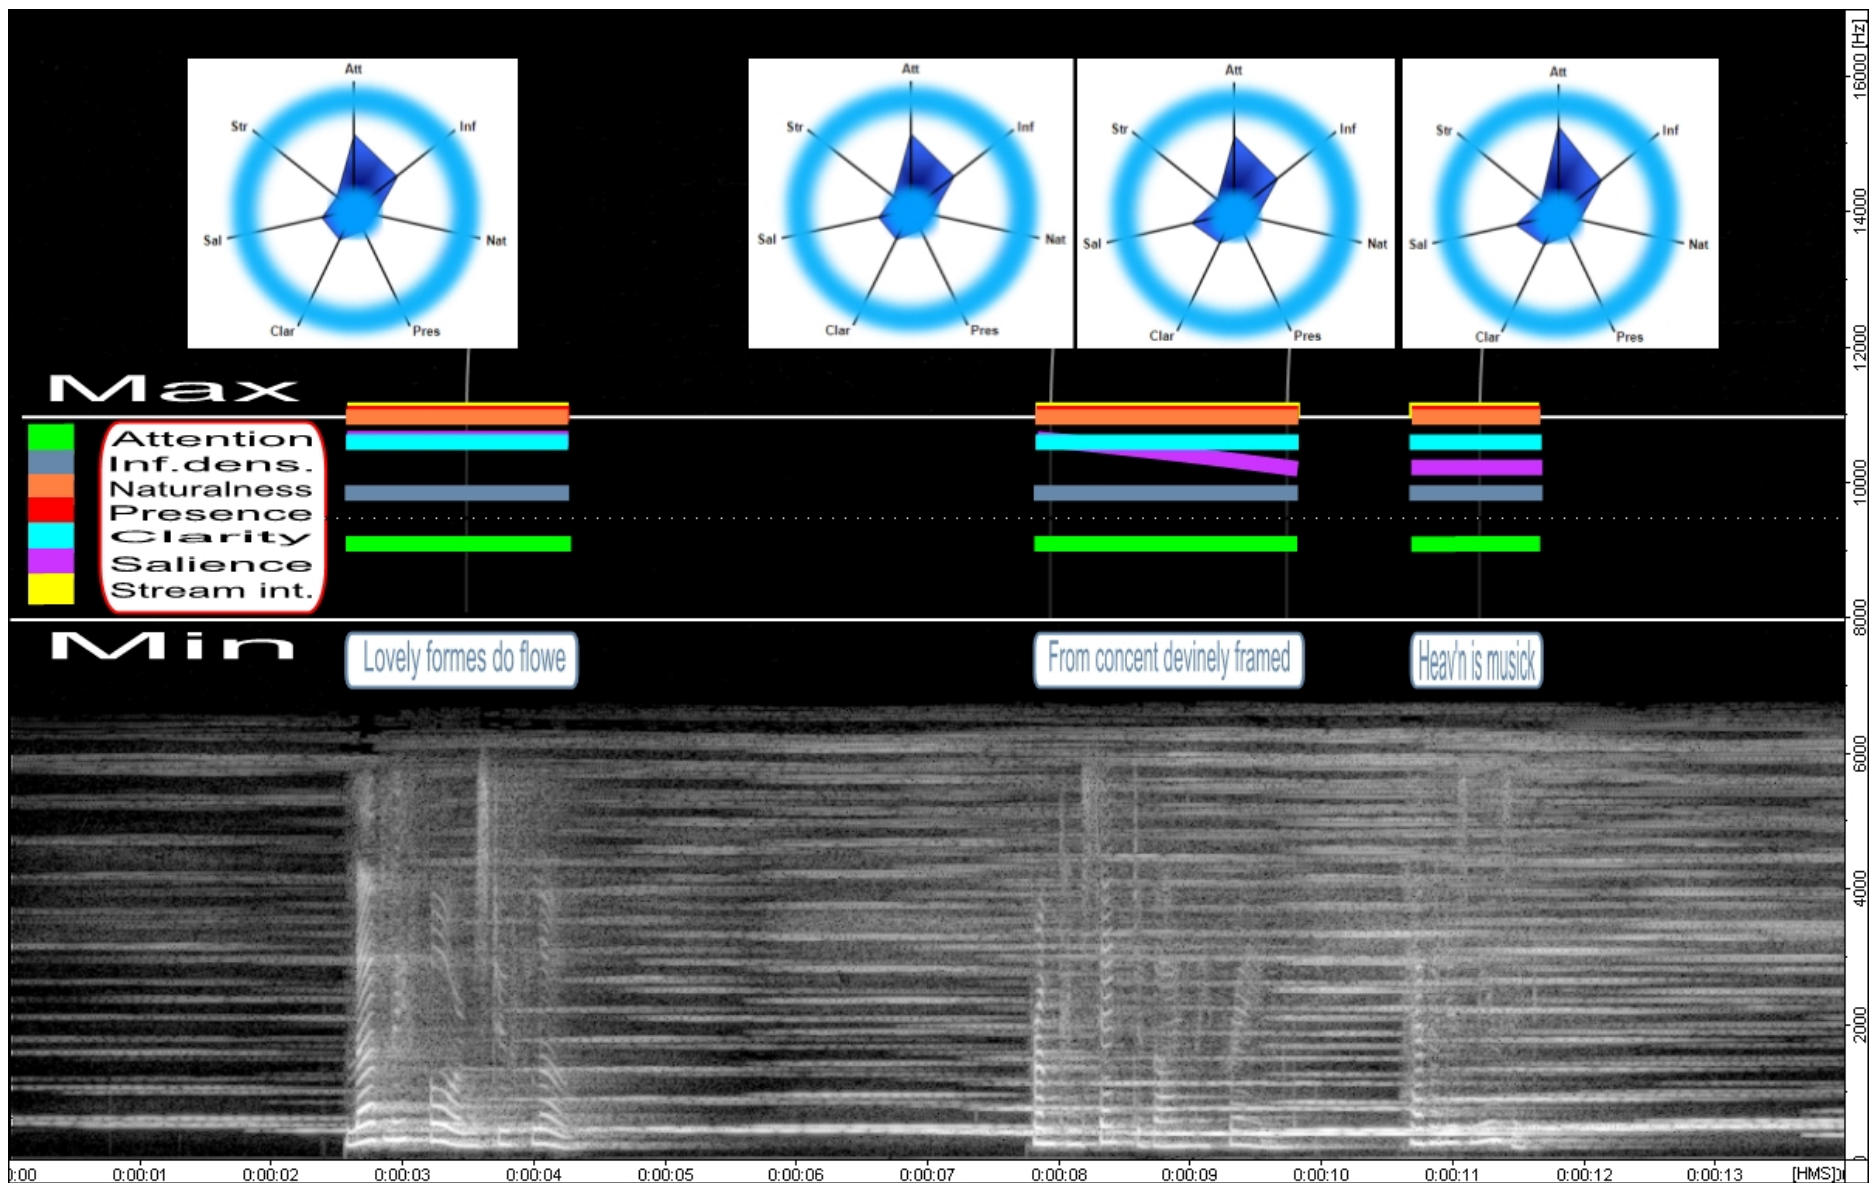 Att
Str
Inf
Sal
Nat
Clar
Pres
Att
Str
Inf
Sal
Nat
Clar
Pres
Att
Str
Inf
Sal
Nat
Clar
Pres
Att
Str
Inf
Sal
Nat
Clar
Pres
Max
Attention
Inf.dens.
Naturalness
Presence
Clarity
Salience
Stream int.
Min
Lovely formes do flowe
From concent devinely framed
Heav'n is musick
16000 [Hz]
14000
12000
10000
8000
6000
4000
2000
0
:00
0:00:01
0:00:02
0:00:03
0:00:04
0:00:05
0:00:06
0:00:07
0:00:08
0:00:09
0:00:10
0:00:11
0:00:12
0:00:13
[HMS]